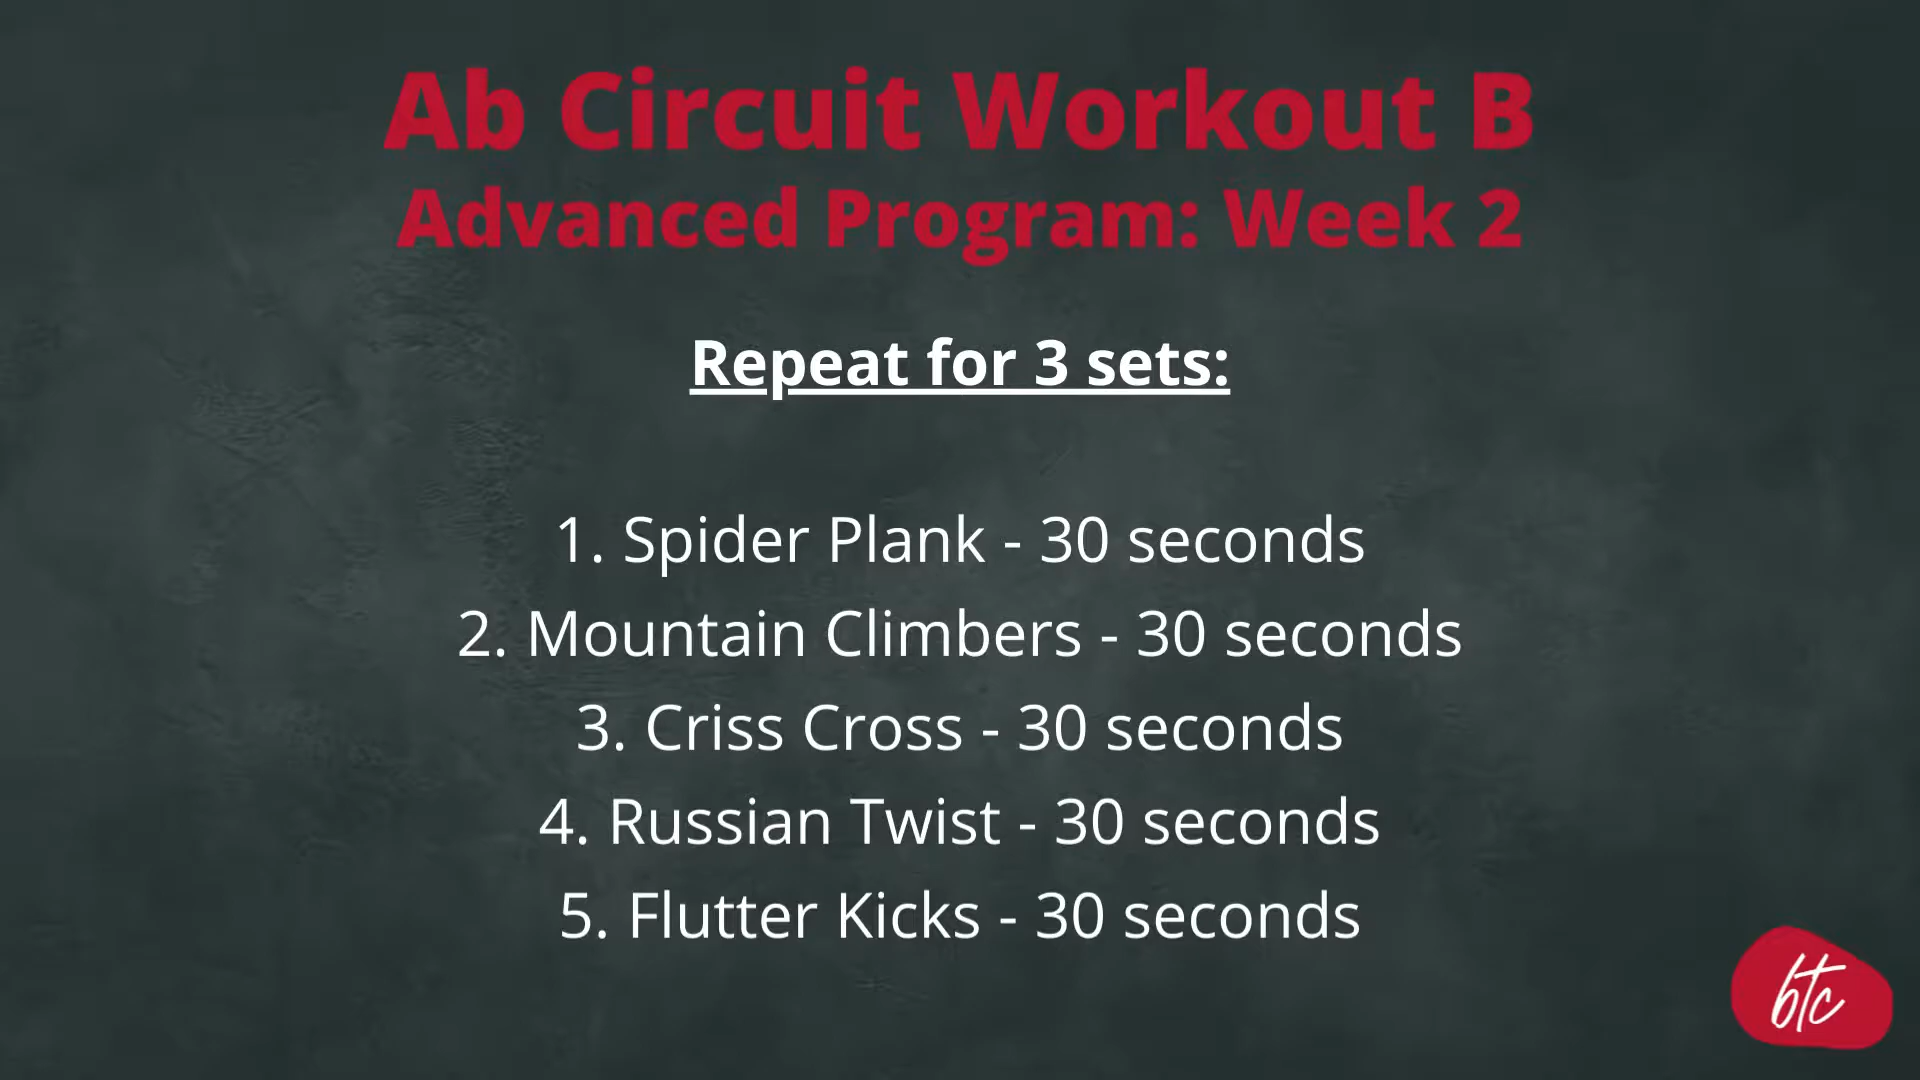 Ab Circuit Workout B
Advanced Program: Week 2
Repeat for 3 sets:
1. Spider Plank - 30 seconds
2. Mountain Climbers - 30 seconds
3. Criss Cross - 30 seconds
4. Russian Twist - 30 seconds
5. Flutter Kicks - 30 seconds
btc